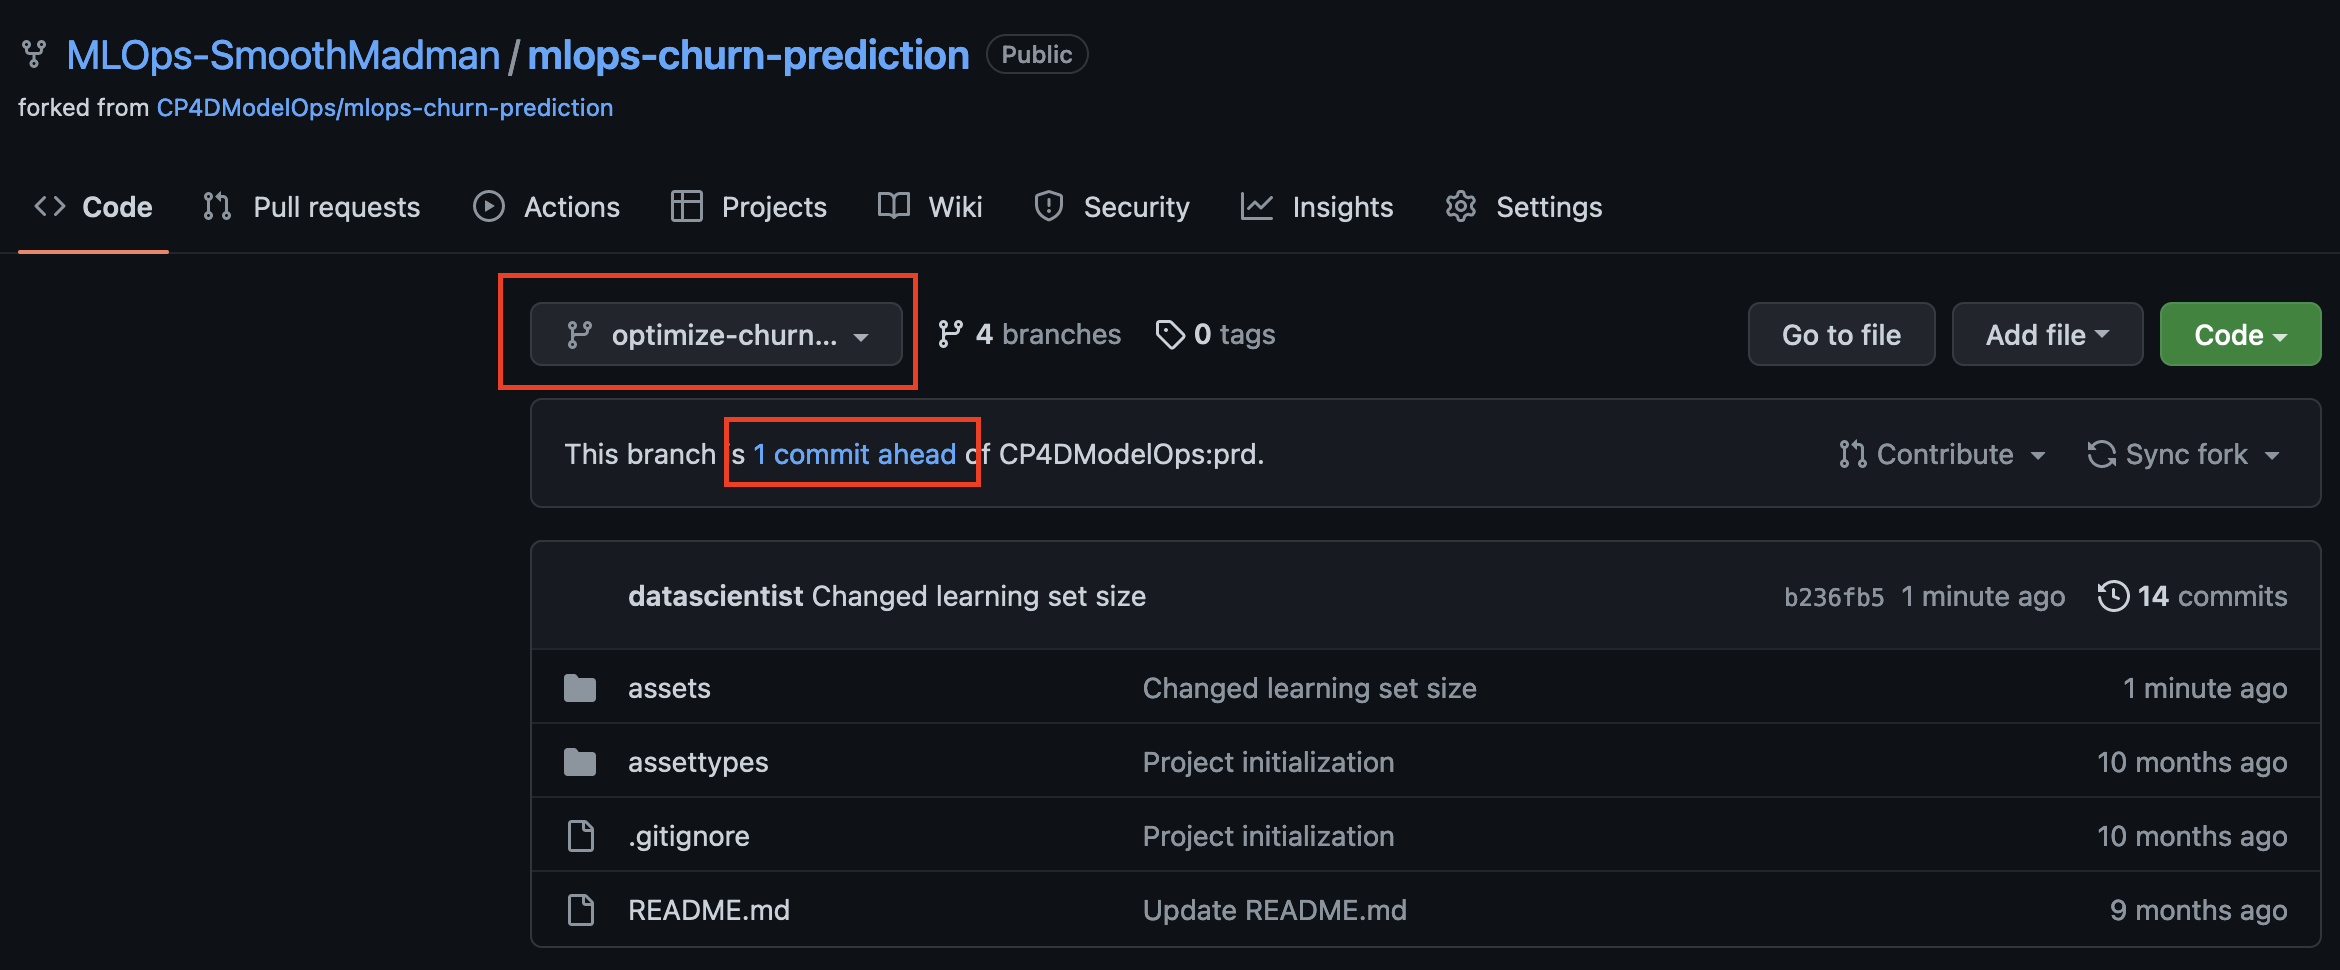 MLOps-SmoothMadman / mlops-churn-prediction Public
forked from CP4DModelOps/mlops-churn-prediction
Code Pull requests Actions Projects Wiki Security Insights Settings
optimize-churn... 4 branches 0 tags Go to file Add file Code
This branch is 1 commit ahead of CP4DModelOps:prd. Contribute Sync fork
datascientist Changed learning set size b236fb5 1 minute ago 14 commits
assets Changed learning set size 1 minute ago
assettypes Project initialization 10 months ago
.gitignore Project initialization 10 months ago
README.md Update README.md 9 months ago